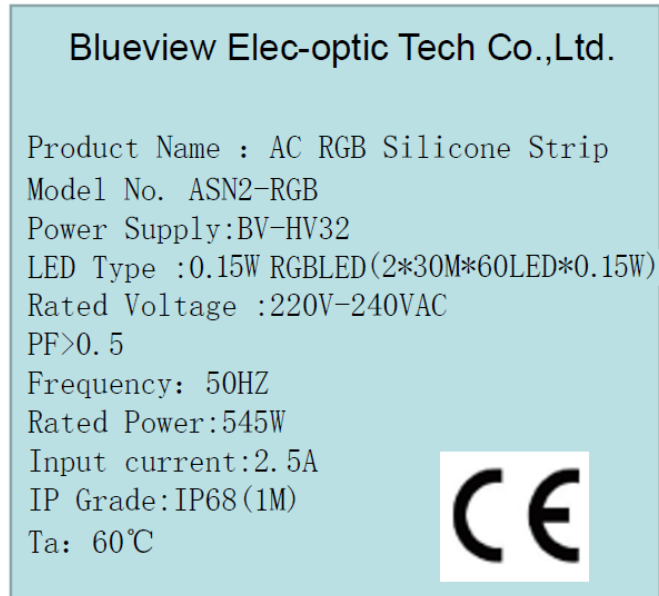 Blueview Elec-optic Tech Co.,Ltd.
Product Name : AC RGB Silicone Strip
Model No. ASN2-RGB
Power Supply:BV-HV32
LED Type :0.15W RGBLED(2*30M*60LED*0.15W)
Rated Voltage :220V-240VAC
PF>0.5
Frequency: 50HZ
Rated Power:545W
Input current:2.5A
IP Grade:IP68(1M)
Ta: 60℃
CE